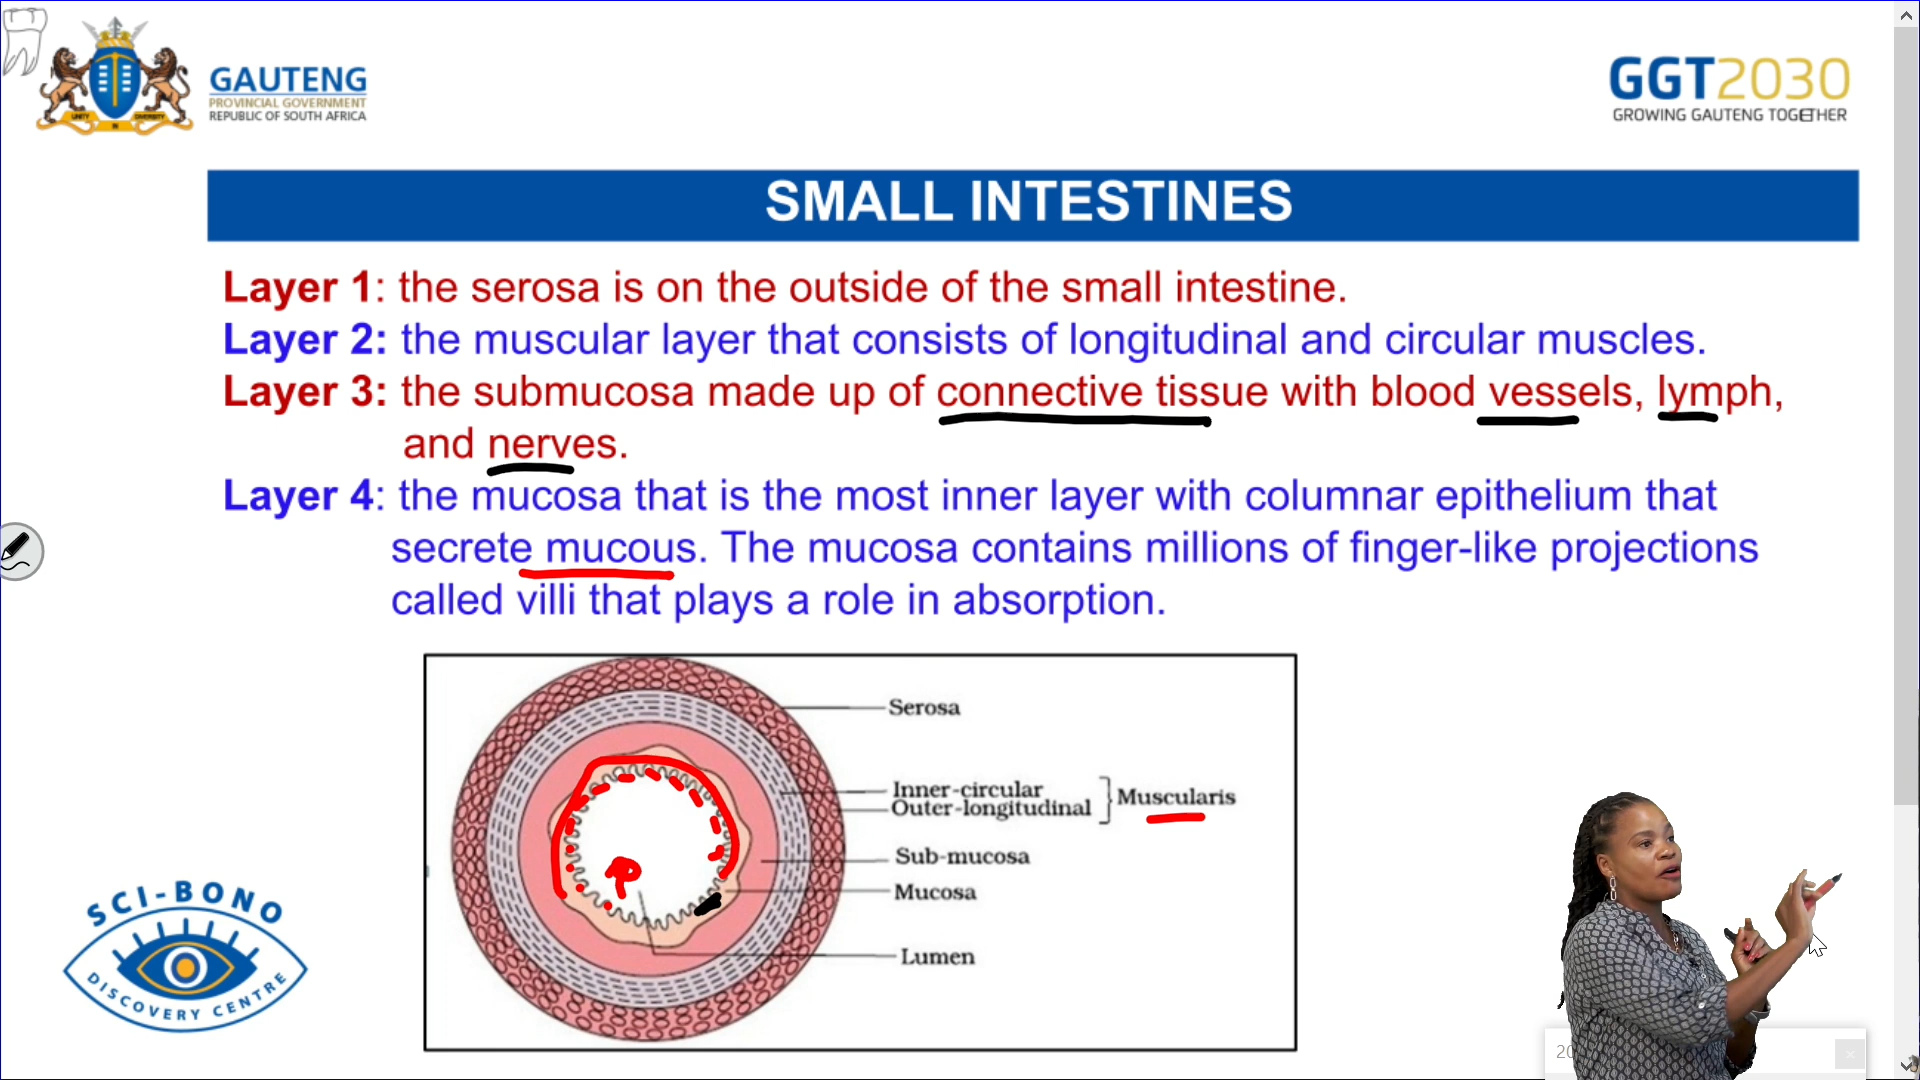 GAUTENG
PROVINCIAL GOVERNMENT
REPUBLIC OF SOUTH AFRICA
UNITY IN DIVERSITY
GGT2030
GROWING GAUTENG TOGETHER
SMALL INTESTINES
Layer 1: the serosa is on the outside of the small intestine.
Layer 2: the muscular layer that consists of longitudinal and circular muscles.
Layer 3: the submucosa made up of connective tissue with blood vessels, lymph,
and nerves.
Layer 4: the mucosa that is the most inner layer with columnar epithelium that
secrete mucous. The mucosa contains millions of finger-like projections
called villi that plays a role in absorption.
Serosa
Inner-circular
Outer-longitudinal
Muscularis
Sub-mucosa
Mucosa
Lumen
SCI-BONO
DISCOVERY CENTRE